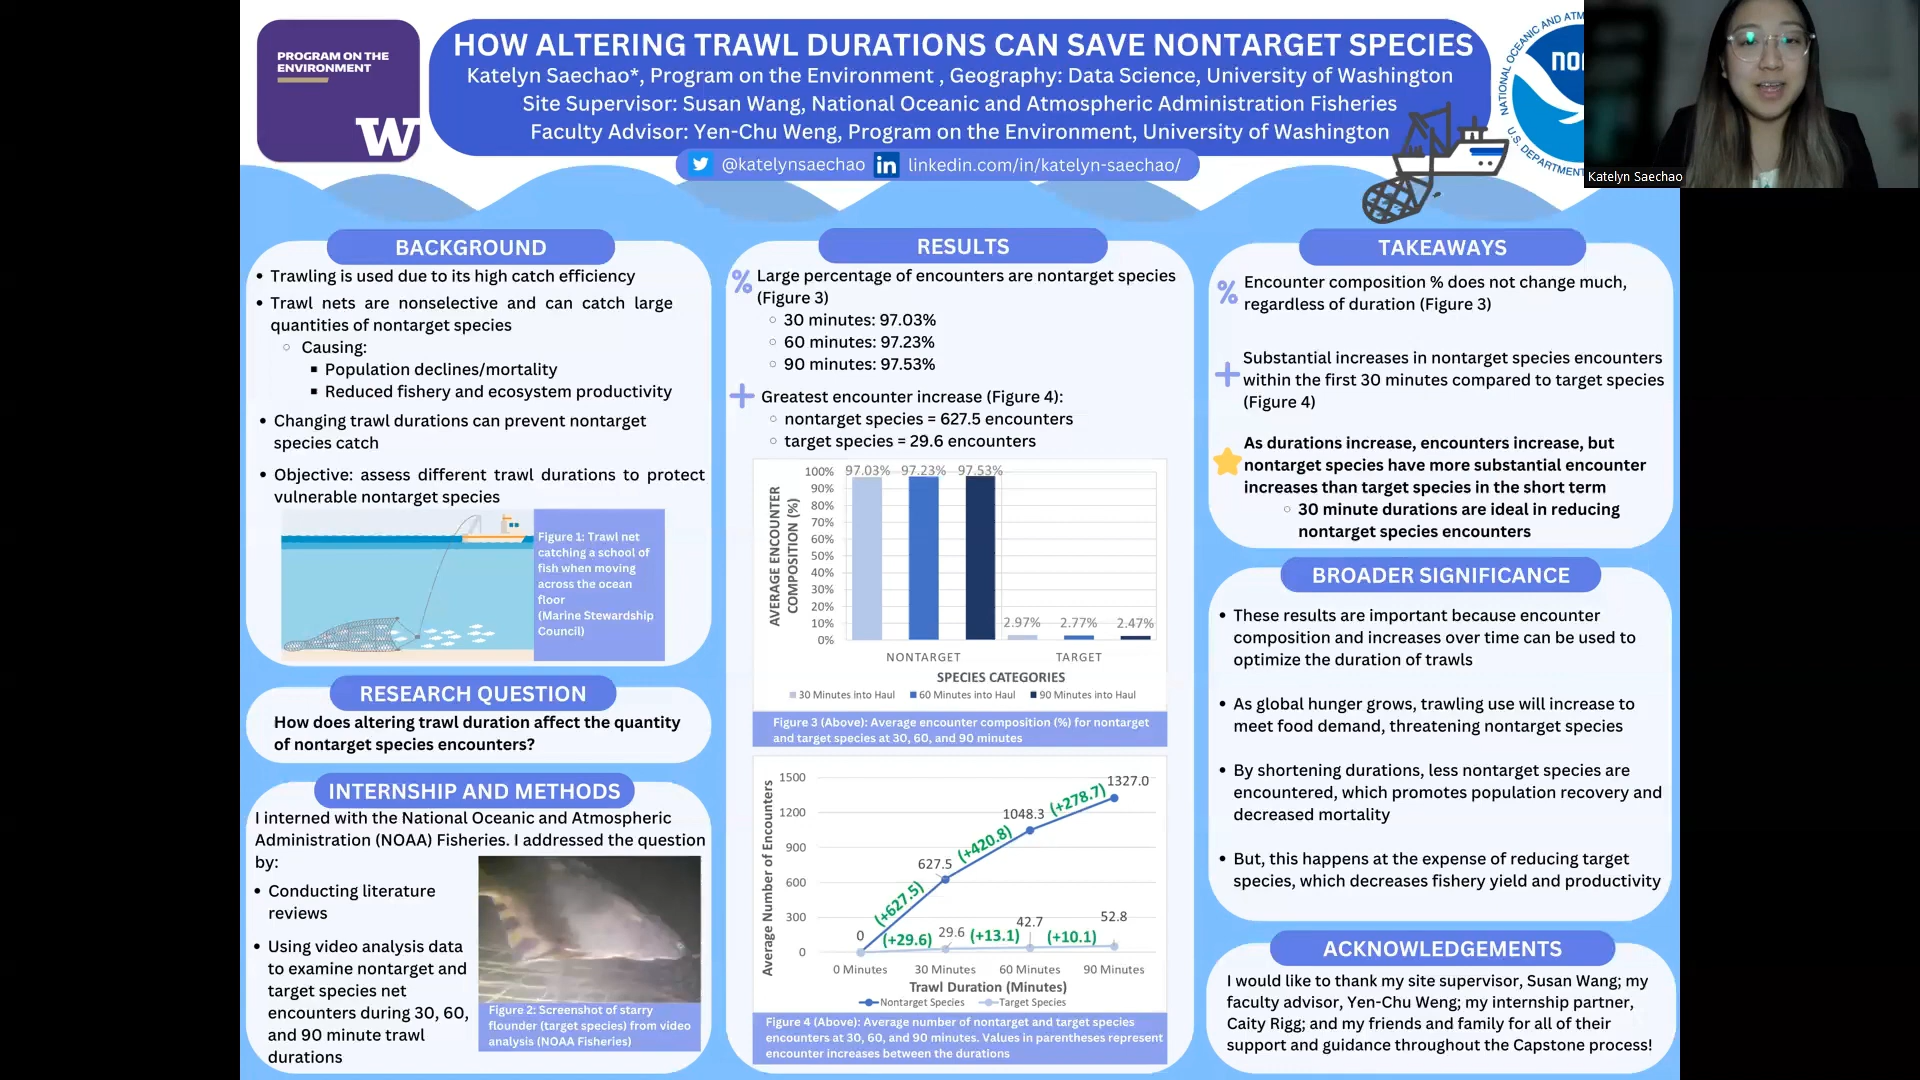 PROGRAM ON THE
ENVIRONMENT
W
HOW ALTERING TRAWL DURATIONS CAN SAVE NONTARGET SPECIES
Katelyn Saechao*, Program on the Environment , Geography: Data Science, University of Washington
Site Supervisor: Susan Wang, National Oceanic and Atmospheric Administration Fisheries
Faculty Advisor: Yen-Chu Weng, Program on the Environment, University of Washington
@katelynsaechao
in linkedin.com/in/katelyn-saechao/
NATIONAL OCEANIC AND ATM
U.S. DEPARTMENT
Katelyn Saechao
BACKGROUND
• Trawling is used due to its high catch efficiency
• Trawl nets are nonselective and can catch large
quantities of nontarget species
○ Causing:
▪ Population declines/mortality
▪ Reduced fishery and ecosystem productivity
• Changing trawl durations can prevent nontarget
species catch
• Objective: assess different trawl durations to protect
vulnerable nontarget species
Figure 1: Trawl net
catching a school of
fish when moving
across the ocean
floor
(Marine Stewardship
Council)
RESEARCH QUESTION
How does altering trawl duration affect the quantity
of nontarget species encounters?
INTERNSHIP AND METHODS
I interned with the National Oceanic and Atmospheric
Administration (NOAA) Fisheries. I addressed the question
by:
• Conducting literature
reviews
• Using video analysis data
to examine nontarget and
target species net
encounters during 30, 60,
and 90 minute trawl
durations
Figure 2: Screenshot of starry
flounder (target species) from video
analysis (NOAA Fisheries)
RESULTS
% Large percentage of encounters are nontarget species
(Figure 3)
○ 30 minutes: 97.03%
○ 60 minutes: 97.23%
○ 90 minutes: 97.53%
+ Greatest encounter increase (Figure 4):
○ nontarget species = 627.5 encounters
○ target species = 29.6 encounters
AVERAGE ENCOUNTER
COMPOSITION (%)
100%
90%
80%
70%
60%
50%
40%
30%
20%
10%
0%
97.03% 97.23% 97.53%
2.97% 2.77% 2.47%
NONTARGET TARGET
SPECIES CATEGORIES
30 Minutes into Haul 60 Minutes into Haul 90 Minutes into Haul
Figure 3 (Above): Average encounter composition (%) for nontarget
and target species at 30, 60, and 90 minutes
Average Number of Encounters
1500
1200
900
600
300
0
0 627.5 1048.3 1327.0
(+627.5) (+420.8) (+278.7)
29.6 42.7 52.8
(+29.6) (+13.1) (+10.1)
0 Minutes 30 Minutes 60 Minutes 90 Minutes
Trawl Duration (Minutes)
Nontarget Species Target Species
Figure 4 (Above): Average number of nontarget and target species
encounters at 30, 60, and 90 minutes. Values in parentheses represent
encounter increases between the durations
TAKEAWAYS
% Encounter composition % does not change much,
regardless of duration (Figure 3)
+ Substantial increases in nontarget species encounters
within the first 30 minutes compared to target species
(Figure 4)
As durations increase, encounters increase, but
nontarget species have more substantial encounter
increases than target species in the short term
○ 30 minute durations are ideal in reducing
nontarget species encounters
BROADER SIGNIFICANCE
• These results are important because encounter
composition and increases over time can be used to
optimize the duration of trawls
• As global hunger grows, trawling use will increase to
meet food demand, threatening nontarget species
• By shortening durations, less nontarget species are
encountered, which promotes population recovery and
decreased mortality
• But, this happens at the expense of reducing target
species, which decreases fishery yield and productivity
ACKNOWLEDGEMENTS
I would like to thank my site supervisor, Susan Wang; my
faculty advisor, Yen-Chu Weng; my internship partner,
Caity Rigg; and my friends and family for all of their
support and guidance throughout the Capstone process!